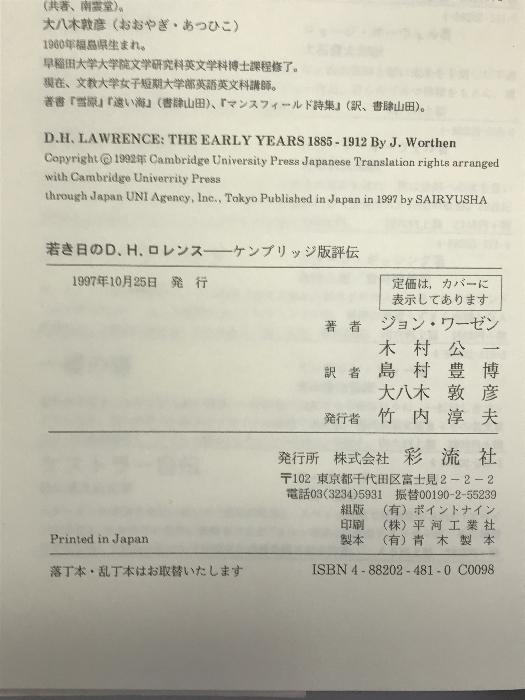 (共著、南雲堂)。
大八木敦彦(おおやぎ・あつひこ)
1960年福島県生まれ。
早稲田大学大学院文学研究科英文学科博士課程修了。
現在、文教大学女子短期大学部英語英文科講師。
著書『雪原』『遠い海』(書肆山田)、『マンスフィールド詩集』(訳、書肆山田)。
D.H. LAWRENCE: THE EARLY YEARS 1885-1912 By J. Worthen
Copyright ©1992年 Cambridge University Press Japanese Translation rights arranged
with Cambridge Univerrity Press
through Japan UNI Agency, Inc., Tokyo Published in Japan in 1997 by SAIRYUSHA
若き日のD、H、ロレンス——ケンブリッジ版評伝
1997年10月25日 発 行
定価は，カバーに
表示してあります
著 者 ジョン・ワーゼン
木 村 公 一
訳 者 島 村 豊 博
大八木 敦 彦
発行者 竹 内 淳 夫
発行所 株式会社 彩 流 社
〒102 東京都千代田区富士見2-2-2
電話03(3234)5931 振替00190-2-55239
組版 (有)ポイントナイン
印刷 (株)平 河 工 業 社
製本 (有)青 木 製 本
Printed in Japan
落丁本・乱丁本はお取替いたします
ISBN 4-88202-481-0 C0098